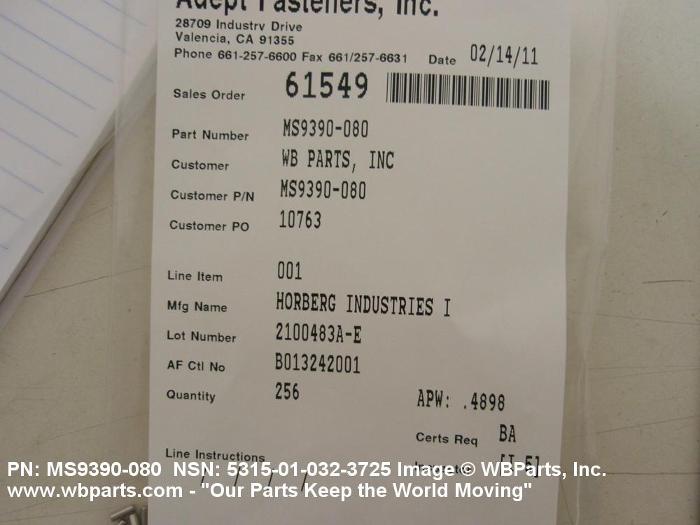 Adept Fasteners, Inc.
28709 Industry Drive
Valencia, CA 91355
Phone 661-257-6600 Fax 661/257-6631 Date 02/14/11
Sales Order 61549
Part Number MS9390-080
Customer WB PARTS, INC
Customer P/N MS9390-080
Customer PO 10763
Line Item 001
Mfg Name HORBERG INDUSTRIES I
Lot Number 2100483A-E
AF Ctl No B013242001
Quantity 256 APW: .4898
Certs Req BA
Line Instructions
PN: MS9390-080 NSN: 5315-01-032-3725 Image © WBParts, Inc.
www.wbparts.com - "Our Parts Keep the World Moving"